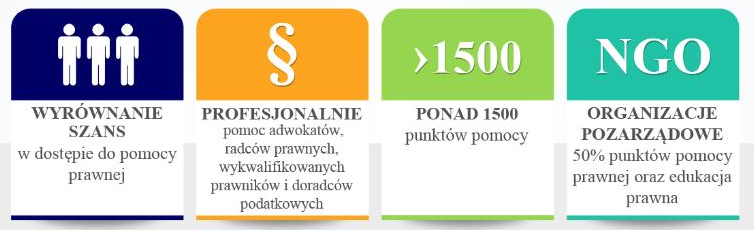 WYRÓWNANIE
SZANS
w dostępie do pomocy
prawnej
§
PROFESJONALNIE
pomoc adwokatów,
radców prawnych,
wykwalifikowanych
prawników i doradców
podatkowych
>1500
PONAD 1500
punktów pomocy
NGO
ORGANIZACJE
POZARZĄDOWE
50% punktów pomocy
prawnej oraz edukacja
prawna